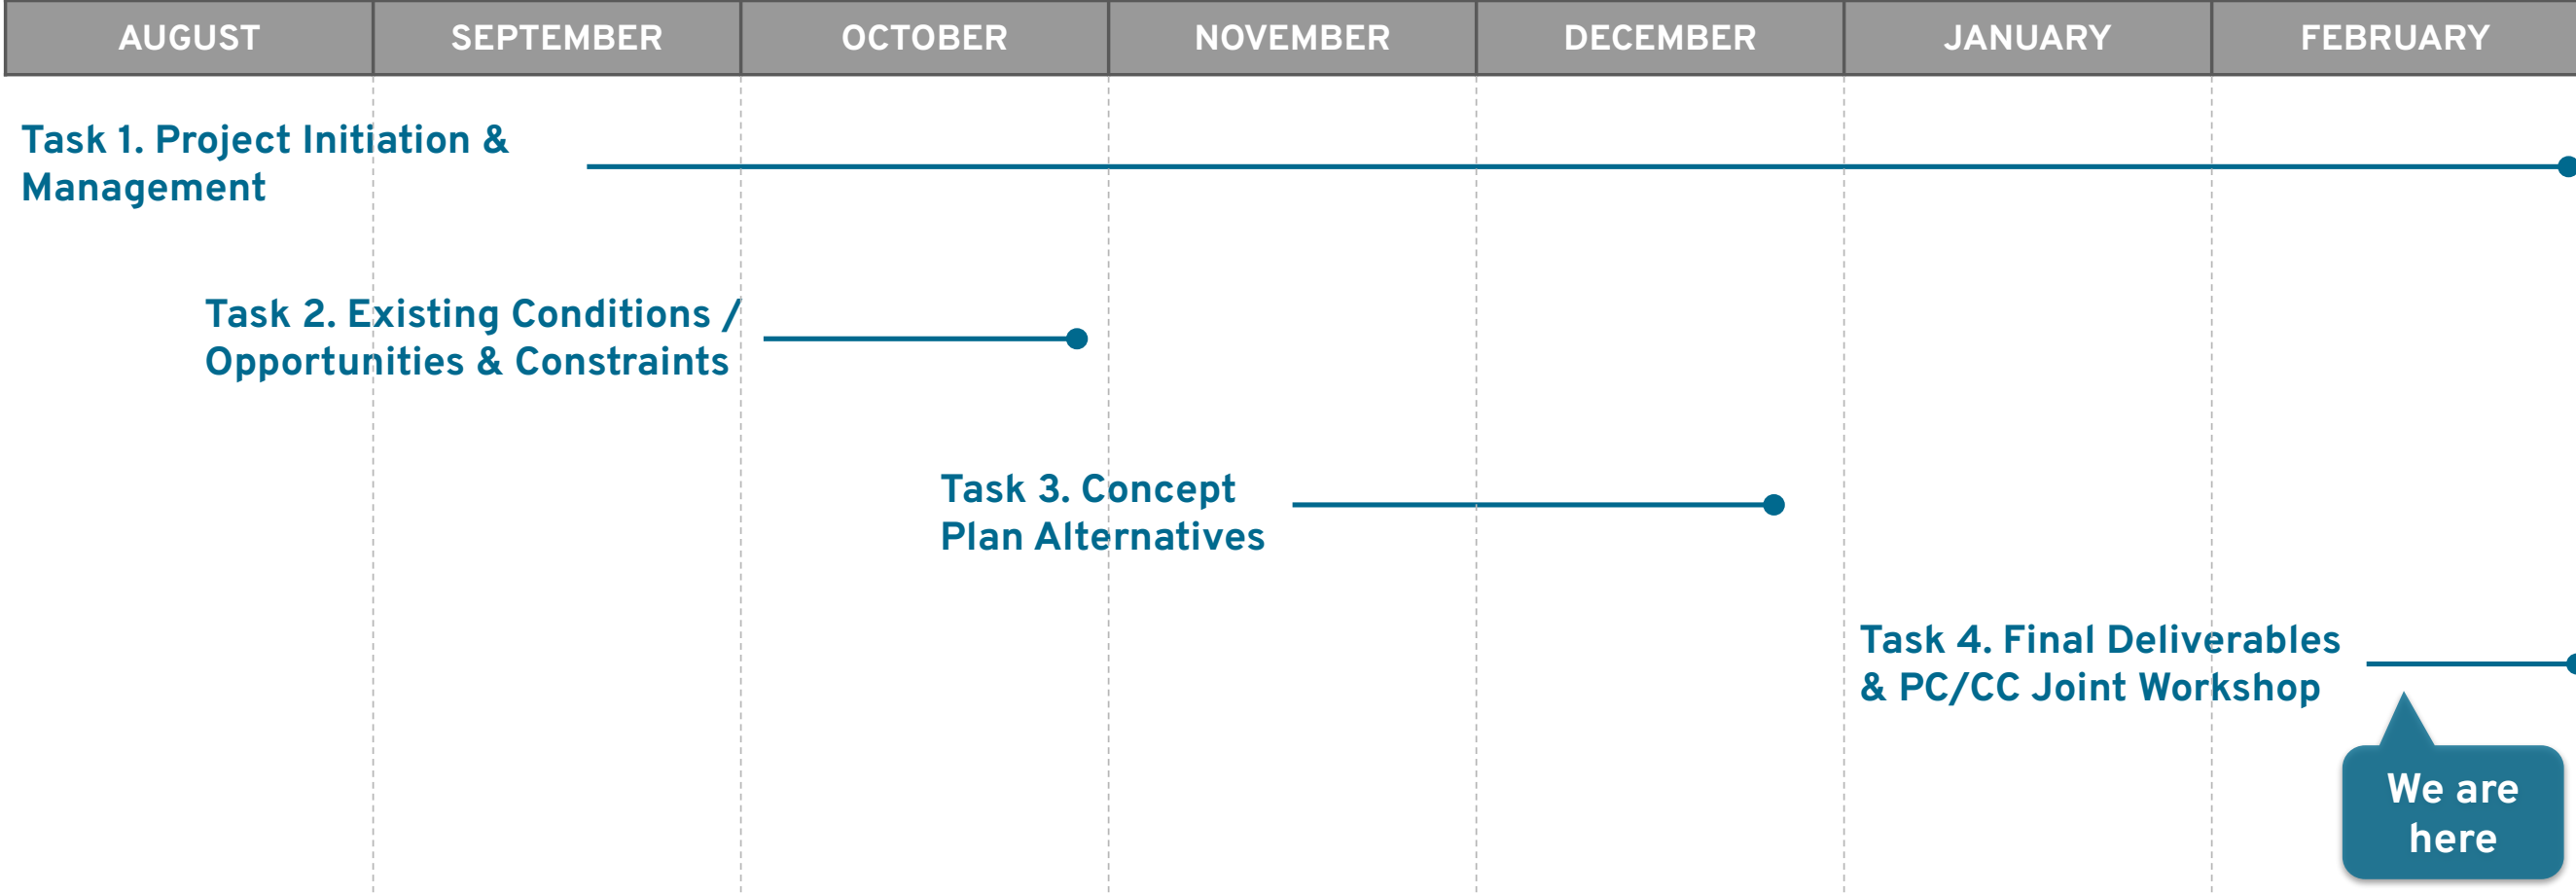 AUGUST SEPTEMBER OCTOBER NOVEMBER DECEMBER JANUARY FEBRUARY
Task 1. Project Initiation &
Management
Task 2. Existing Conditions /
Opportunities & Constraints
Task 3. Concept
Plan Alternatives
Task 4. Final Deliverables
& PC/CC Joint Workshop
We are
here